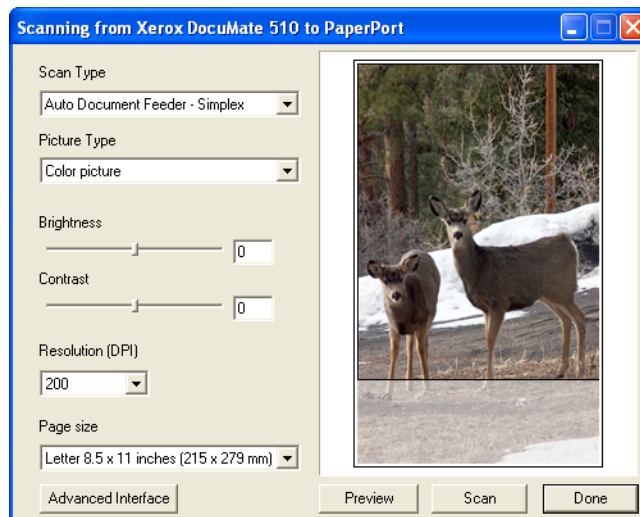 Scanning from Xerox DocuMate 510 to PaperPort
Scan Type
Auto Document Feeder - Simplex
Picture Type
Color picture
Brightness
0
Contrast
0
Resolution (DPI)
200
Page size
Letter 8.5 x 11 inches (215 x 279 mm)
Advanced Interface
Preview
Scan
Done